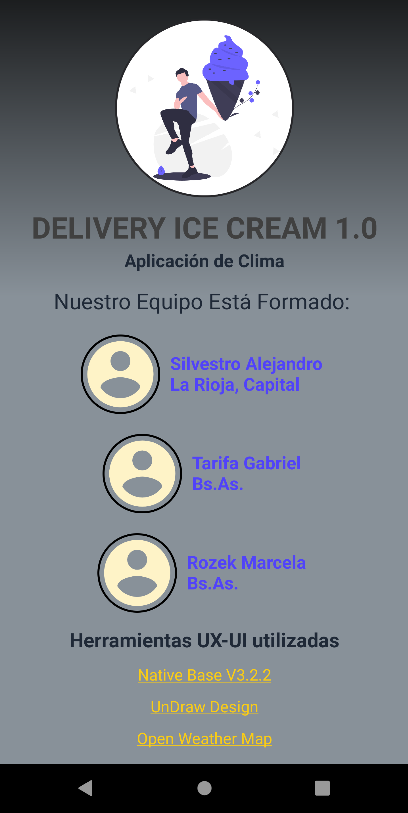 DELIVERY ICE CREAM 1.0
Aplicación de Clima
Nuestro Equipo Está Formado:
Silvestro Alejandro
La Rioja, Capital
Tarifa Gabriel
Bs.As.
Rozek Marcela
Bs.As.
Herramientas UX-UI utilizadas
Native Base V3.2.2
UnDraw Design
Open Weather Map